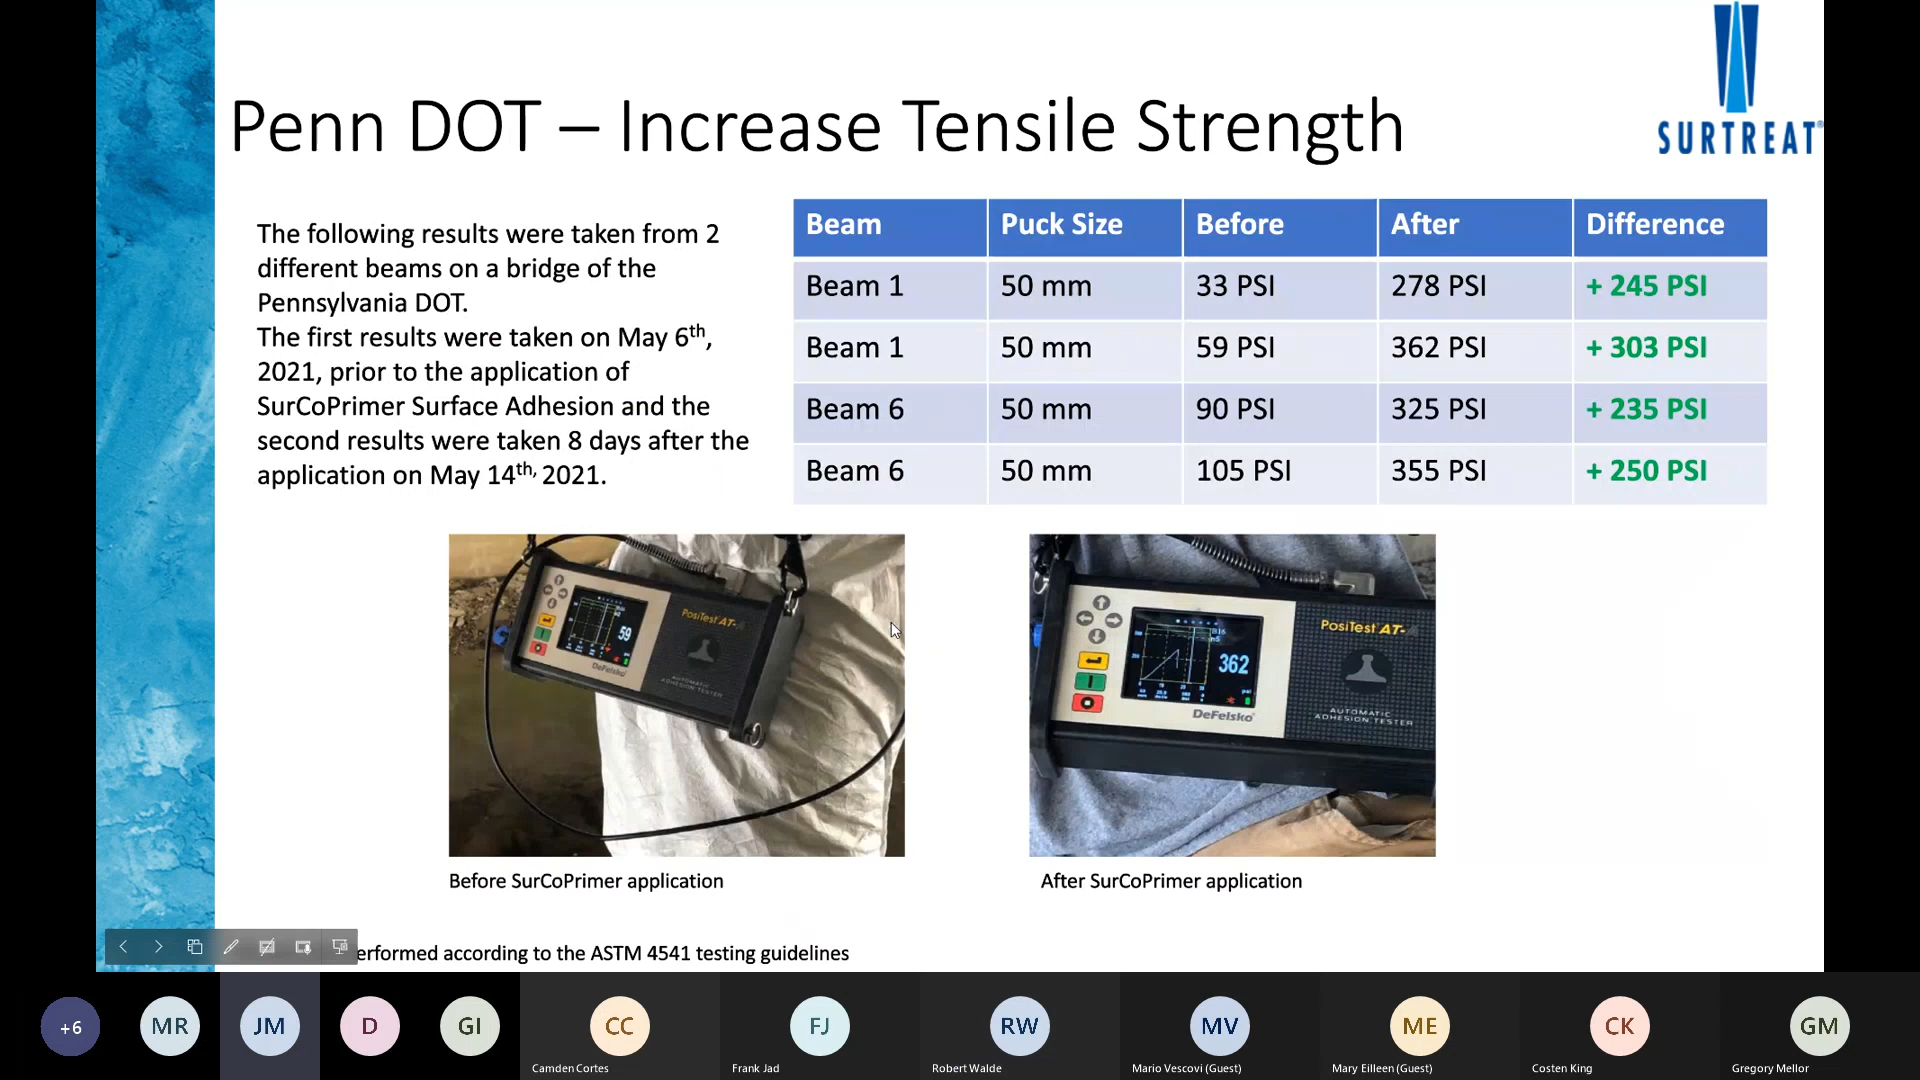 SURTREAT®
Penn DOT – Increase Tensile Strength
The following results were taken from 2
different beams on a bridge of the
Pennsylvania DOT.
The first results were taken on May 6th,
2021, prior to the application of
SurCoPrimer Surface Adhesion and the
second results were taken 8 days after the
application on May 14th, 2021.
Beam Puck Size Before After Difference
Beam 1 50 mm 33 PSI 278 PSI + 245 PSI
Beam 1 50 mm 59 PSI 362 PSI + 303 PSI
Beam 6 50 mm 90 PSI 325 PSI + 235 PSI
Beam 6 50 mm 105 PSI 355 PSI + 250 PSI
59
PosiTest AT-A
DeFelsko
AUTOMATIC
ADHESION TESTER
362
psi
PosiTest AT-A
DeFelsko
AUTOMATIC
ADHESION TESTER
Before SurCoPrimer application
After SurCoPrimer application
erformed according to the ASTM 4541 testing guidelines
+6 MR JM D GI CC FJ RW MV ME CK GM
Camden Cortes Frank Jad Robert Walde Mario Vescovi (Guest) Mary Eilleen (Guest) Costen King Gregory Mellor